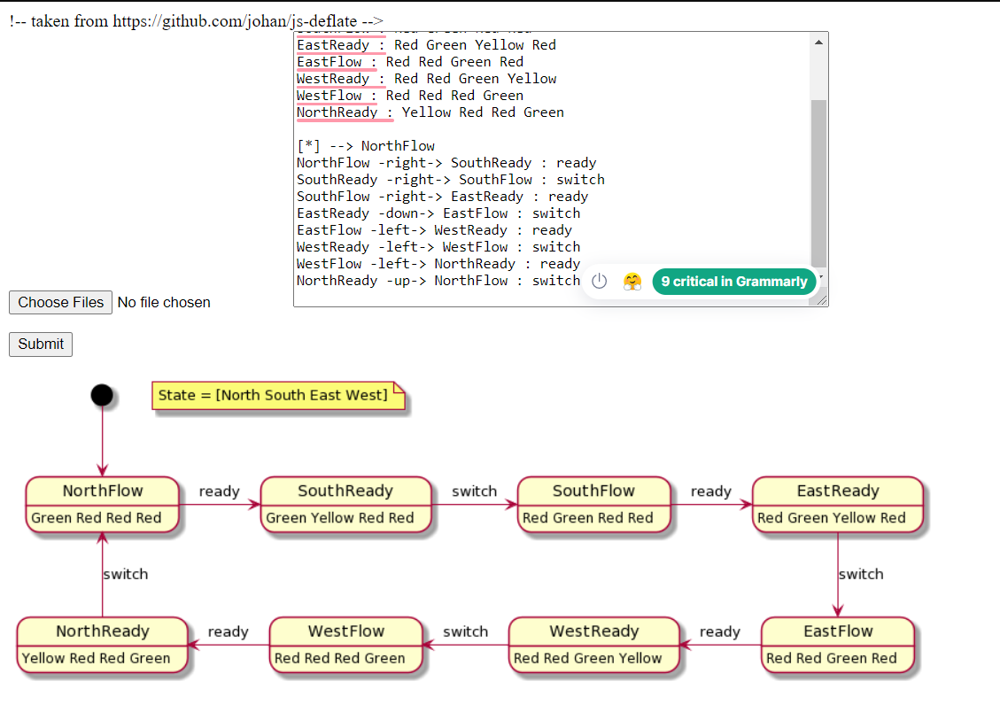 !-- taken from https://github.com/johan/js-deflate -->
EastReady : Red Green Yellow Red
EastFlow : Red Red Green Red
WestReady : Red Red Green Yellow
WestFlow : Red Red Red Green
NorthReady : Yellow Red Red Green
[*] --> NorthFlow
NorthFlow -right-> SouthReady : ready
SouthReady -right-> SouthFlow : switch
SouthFlow -right-> EastReady : ready
EastReady -down-> EastFlow : switch
EastFlow -left-> WestReady : ready
WestReady -left-> WestFlow : switch
WestFlow -left-> NorthReady : ready
NorthReady -up-> NorthFlow : switch
9 critical in Grammarly
Choose Files No file chosen
Submit
State = [North South East West]
NorthFlow
Green Red Red Red
ready
SouthReady
Green Yellow Red Red
switch
SouthFlow
Red Green Red Red
ready
EastReady
Red Green Yellow Red
switch
switch
NorthReady
Yellow Red Red Green
ready
WestFlow
Red Red Red Green
switch
WestReady
Red Red Green Yellow
ready
EastFlow
Red Red Green Red